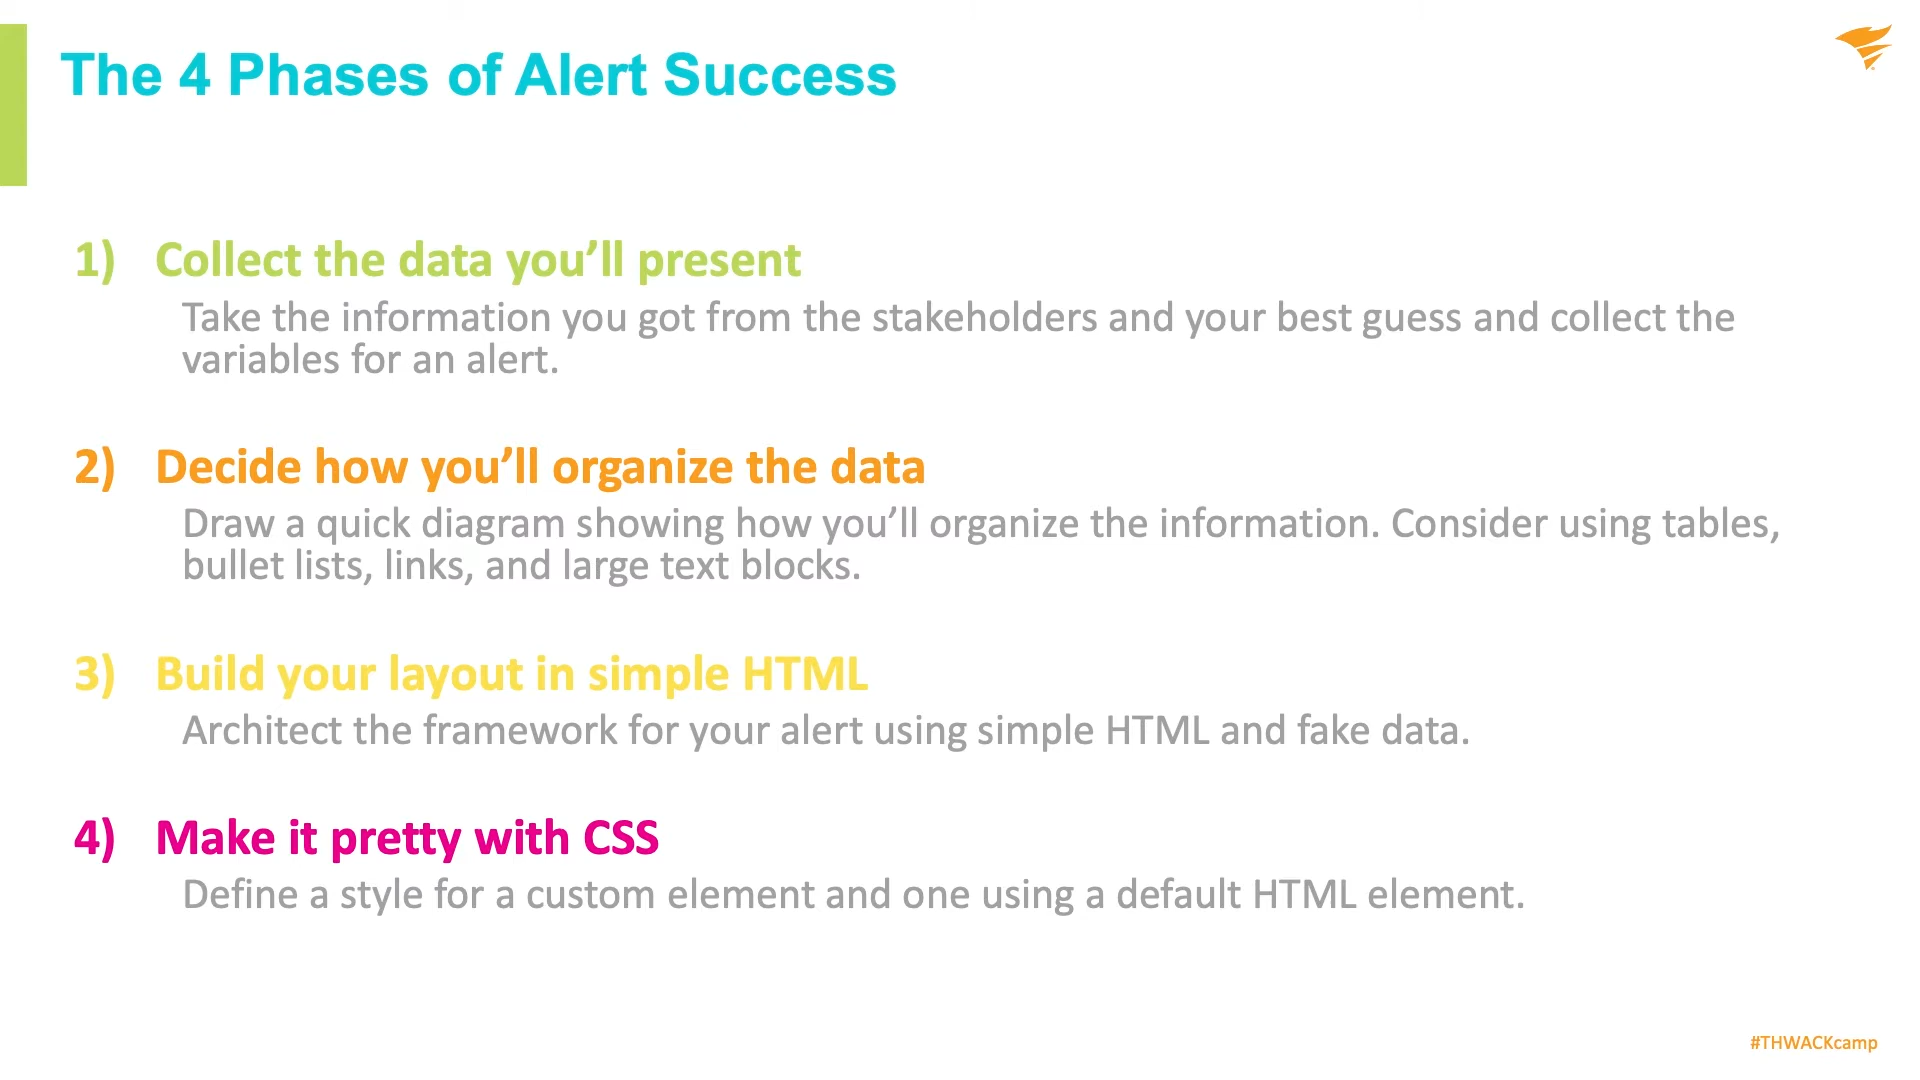 The 4 Phases of Alert Success
1) Collect the data you’ll present
Take the information you got from the stakeholders and your best guess and collect the
variables for an alert.
2) Decide how you’ll organize the data
Draw a quick diagram showing how you’ll organize the information. Consider using tables,
bullet lists, links, and large text blocks.
3) Build your layout in simple HTML
Architect the framework for your alert using simple HTML and fake data.
4) Make it pretty with CSS
Define a style for a custom element and one using a default HTML element.
#THWACKcamp